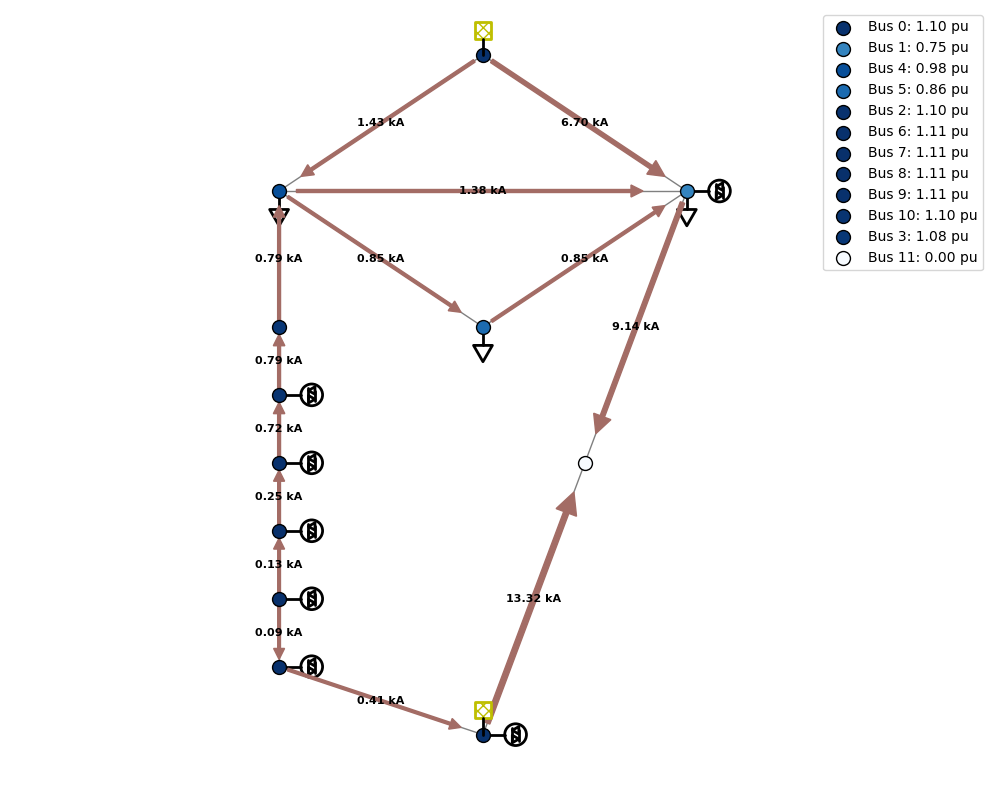 Bus 0: 1.10 pu
Bus 1: 0.75 pu
Bus 4: 0.98 pu
Bus 5: 0.86 pu
Bus 2: 1.10 pu
Bus 6: 1.11 pu
Bus 7: 1.11 pu
Bus 8: 1.11 pu
Bus 9: 1.11 pu
Bus 10: 1.10 pu
Bus 3: 1.08 pu
Bus 11: 0.00 pu
1.43 kA
6.70 kA
1.38 kA
0.79 kA
0.85 kA
0.85 kA
9.14 kA
0.79 kA
0.72 kA
0.25 kA
0.13 kA
13.32 kA
0.09 kA
0.41 kA